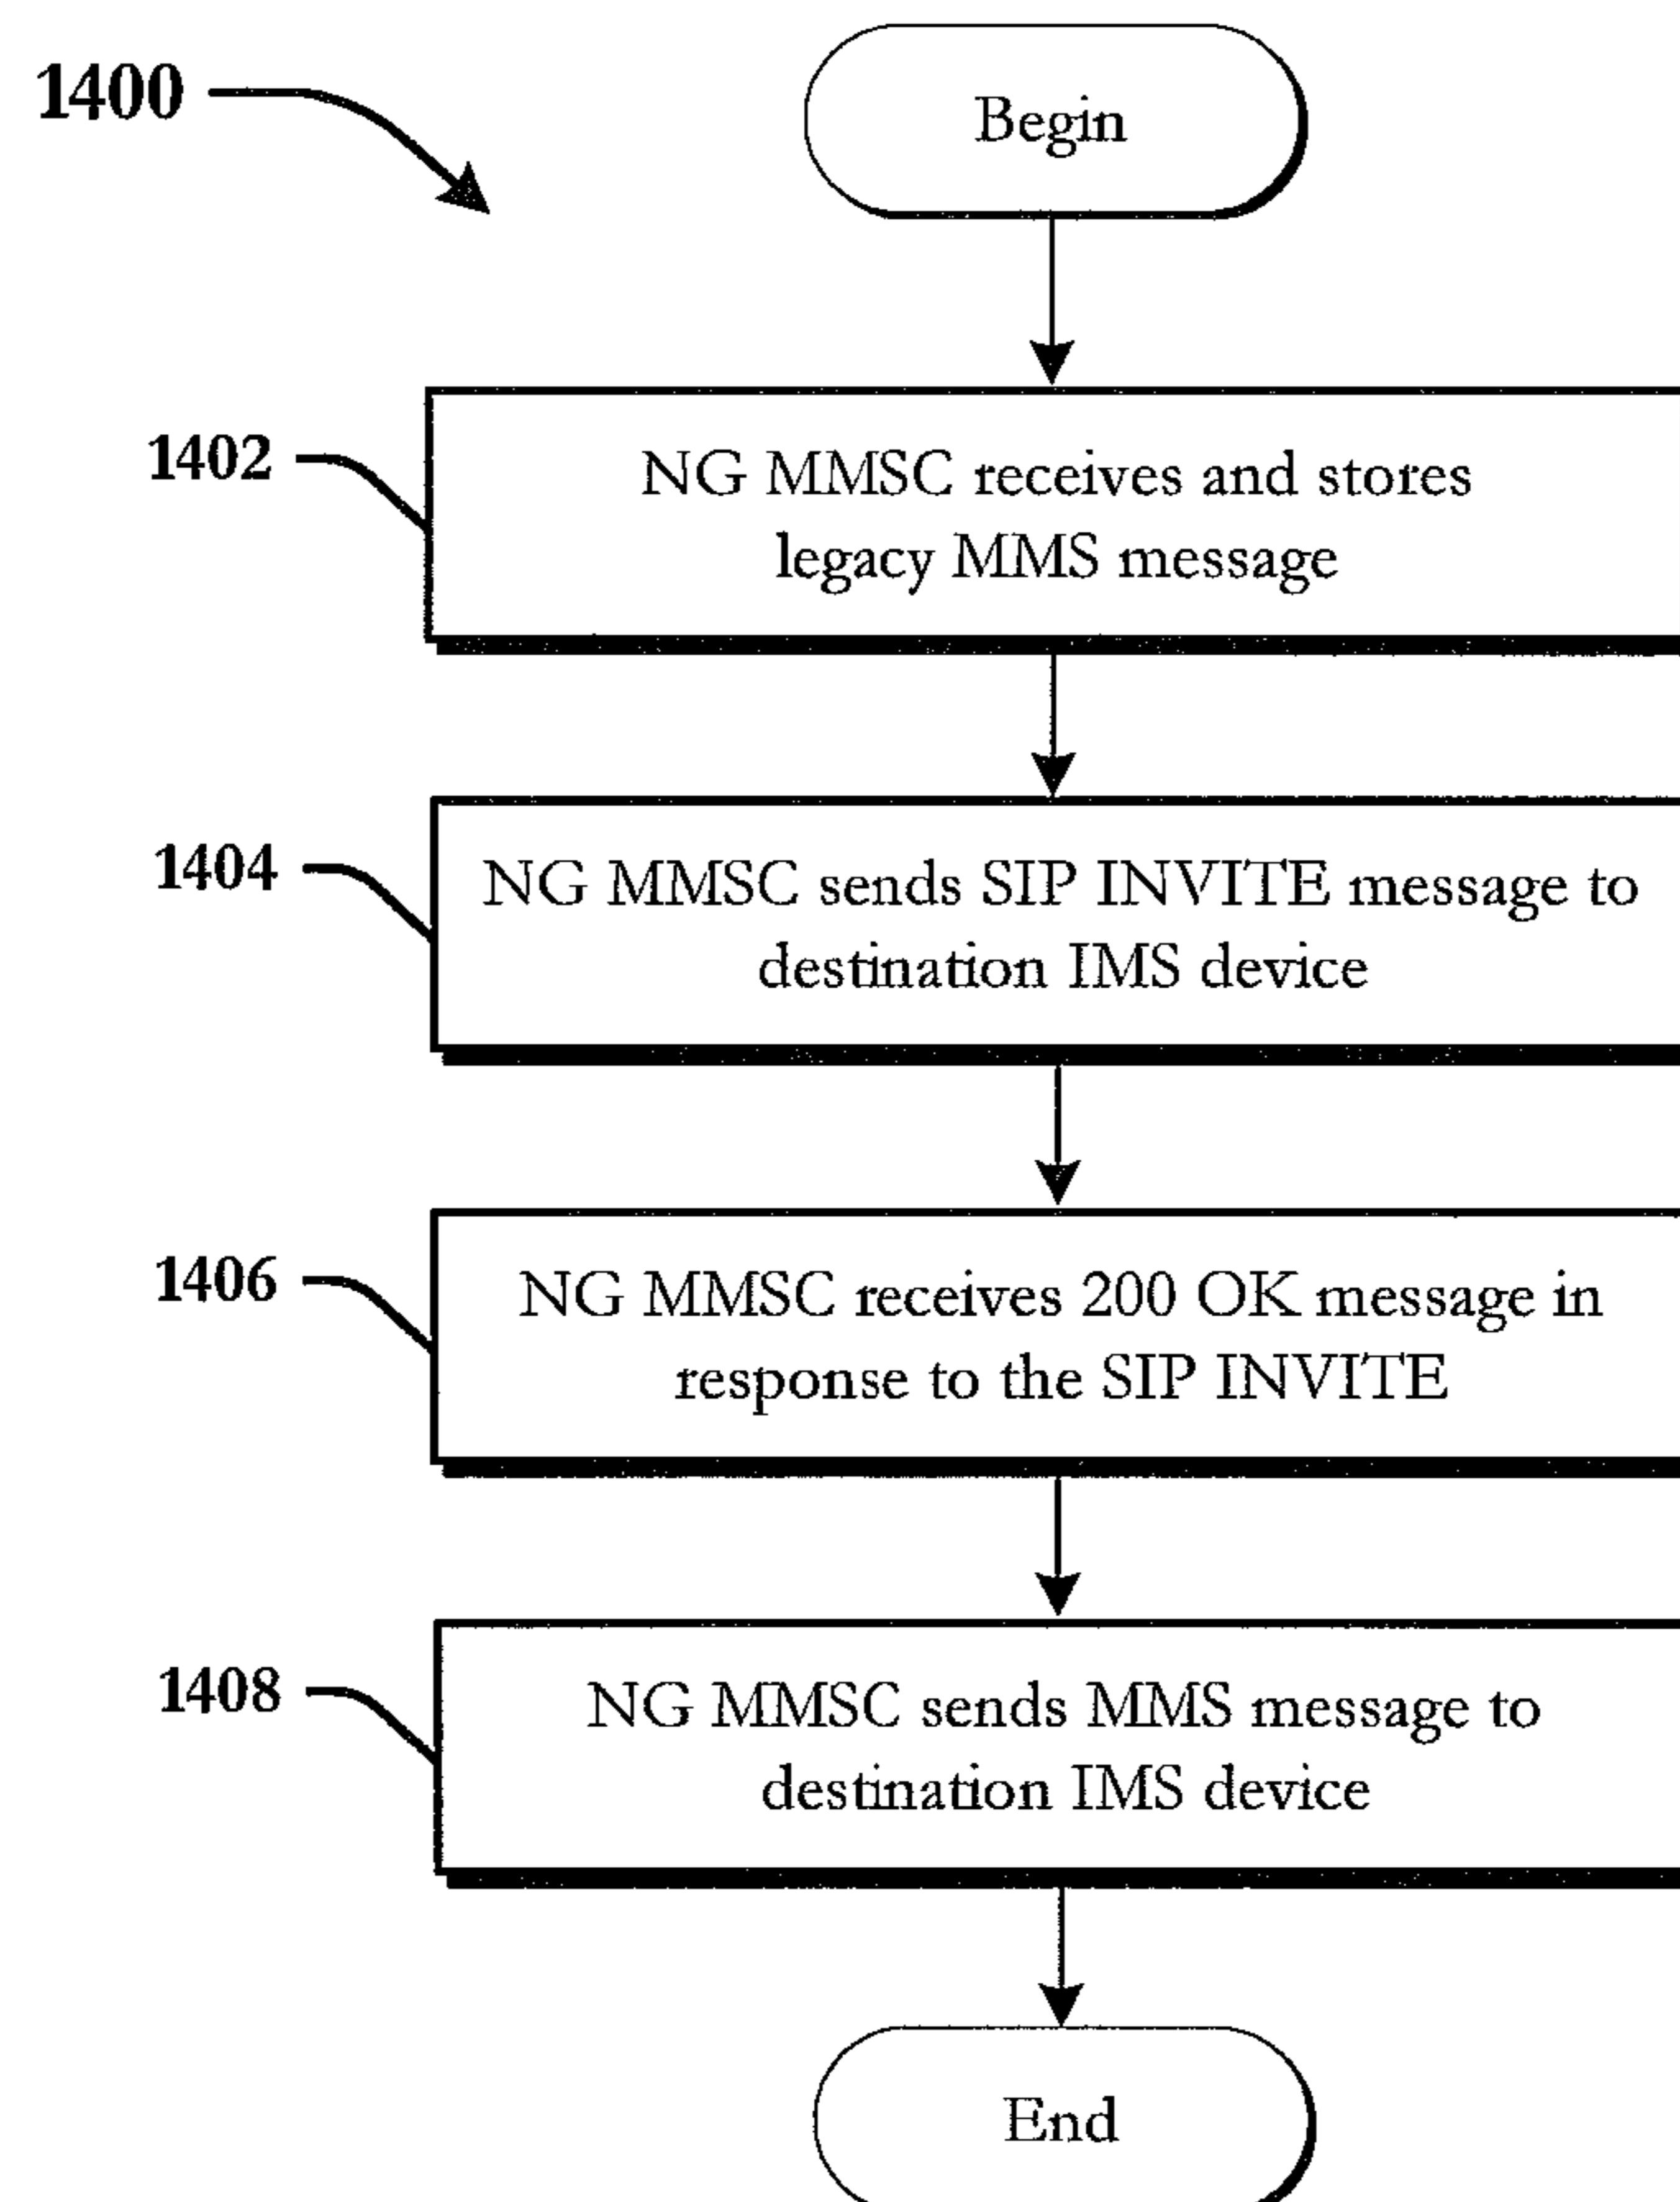 1400
Begin
1402
NG MMSC receives and stores
legacy MMS message
1404
NG MMSC sends SIP INVITE message to
destination IMS device
1406
NG MMSC receives 200 OK message in
response to the SIP INVITE
1408
NG MMSC sends MMS message to
destination IMS device
End